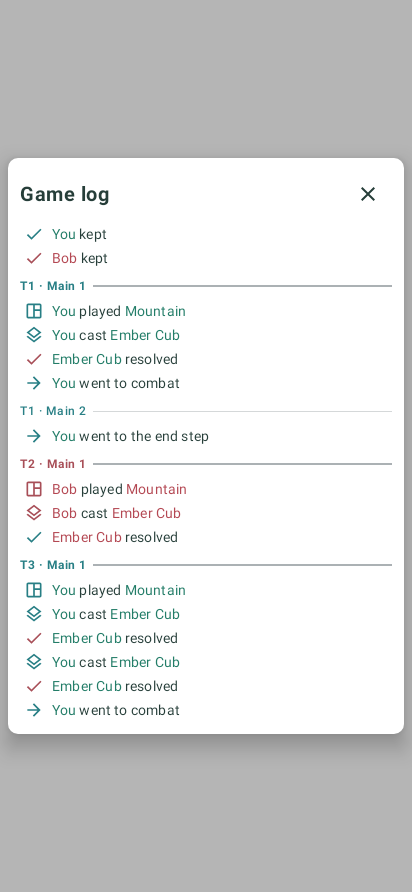 Game log
You kept
Bob kept
T1 · Main 1
You played Mountain
You cast Ember Cub
Ember Cub resolved
You went to combat
T1 · Main 2
You went to the end step
T2 · Main 1
Bob played Mountain
Bob cast Ember Cub
Ember Cub resolved
T3 · Main 1
You played Mountain
You cast Ember Cub
Ember Cub resolved
You cast Ember Cub
Ember Cub resolved
You went to combat